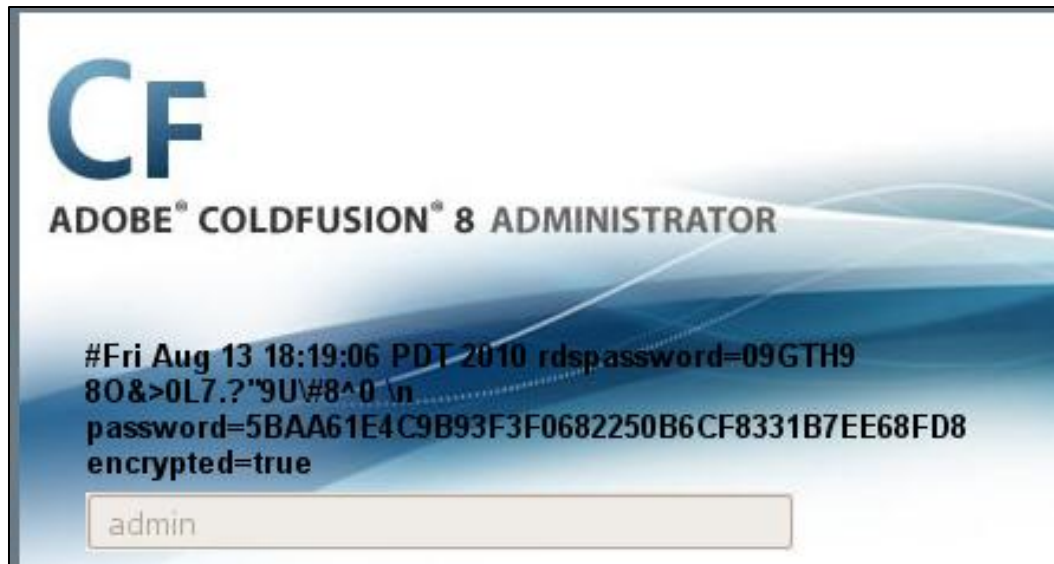 CF
ADOBE® COLDFUSION® 8 ADMINISTRATOR
#Fri Aug 13 18:19:06 PDT 2010 rdspassword=09GTH9
8O&>0L7.?"9U\#8^0 \n
password=5BAA61E4C9B93F3F0682250B6CF8331B7EE68FD8
encrypted=true
admin